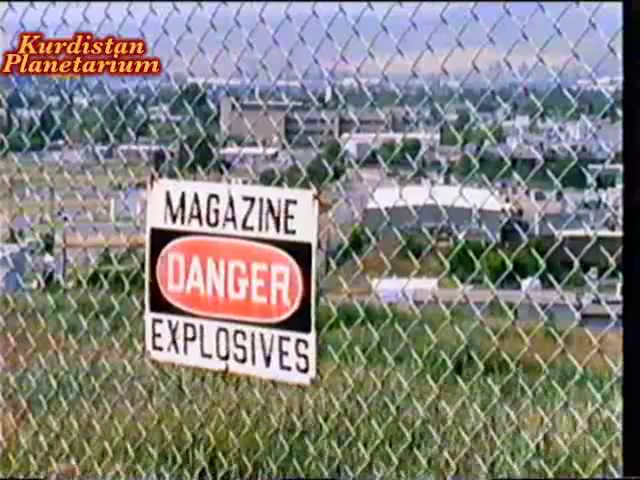 Kurdistan
Planetarium
MAGAZINE
DANGER
EXPLOSIVES